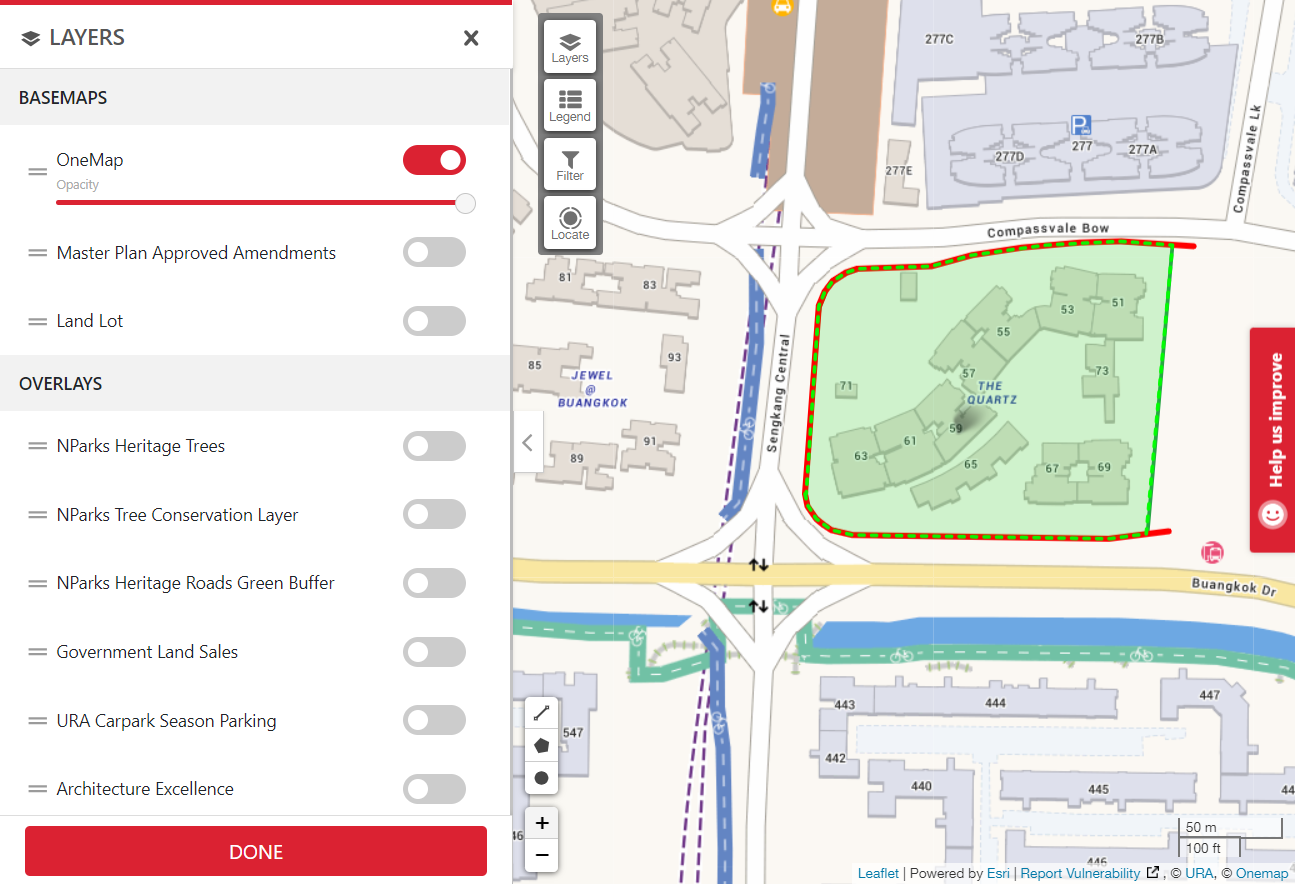 LAYERS
BASEMAPS
OneMap
Opacity
Master Plan Approved Amendments
Land Lot
OVERLAYS
NParks Heritage Trees
NParks Tree Conservation Layer
NParks Heritage Roads Green Buffer
Government Land Sales
URA Carpark Season Parking
Architecture Excellence
DONE
Layers
Legend
Filter
Locate
277C
277B
P
277
277D
277A
277E
Compassvale Lk
Compassvale Bow
81
83
53
51
55
93
85
57
73
JEWEL
@
BUANGKOK
71
THE
QUARTZ
Sengkang Central
59
61
91
89
63
65
67
69
Help us improve
Buangkok Dr
443
444
447
547
442
440
445
44
446
46
+
−
50 m
100 ft
Leaflet | Powered by Esri | Report Vulnerability , © URA, © Onemap